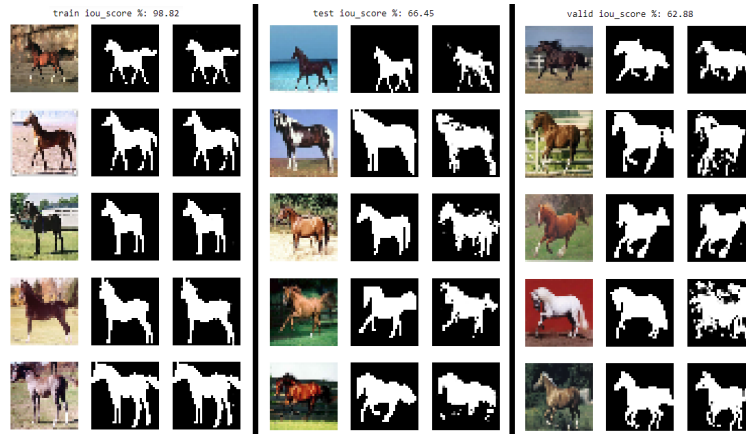 train iou_score %: 98.82
test iou_score %: 66.45
valid iou_score %: 62.88